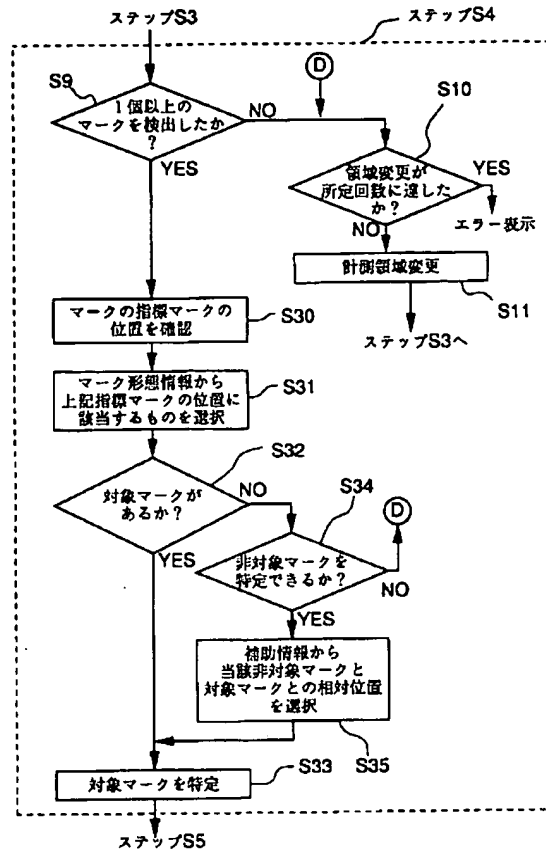 ステップS3
ステップS4
S9
1個以上の
マークを検出したか
?
NO
YES
D
S10
領域変更が
所定回数に達した
か?
YES
NO
エラー表示
計測領域変更
S11
ステップS3へ
マークの指標マークの
位置を確認
S30
マーク形態情報から
上記指標マークの位置に
該当するものを選択
S31
S32
対象マークが
あるか?
NO
YES
S34
D
非対象マークを
特定できるか?
NO
YES
補助情報から
当該非対象マークと
対象マークとの相対位置
を選択
S35
対象マークを特定
S33
ステップS5